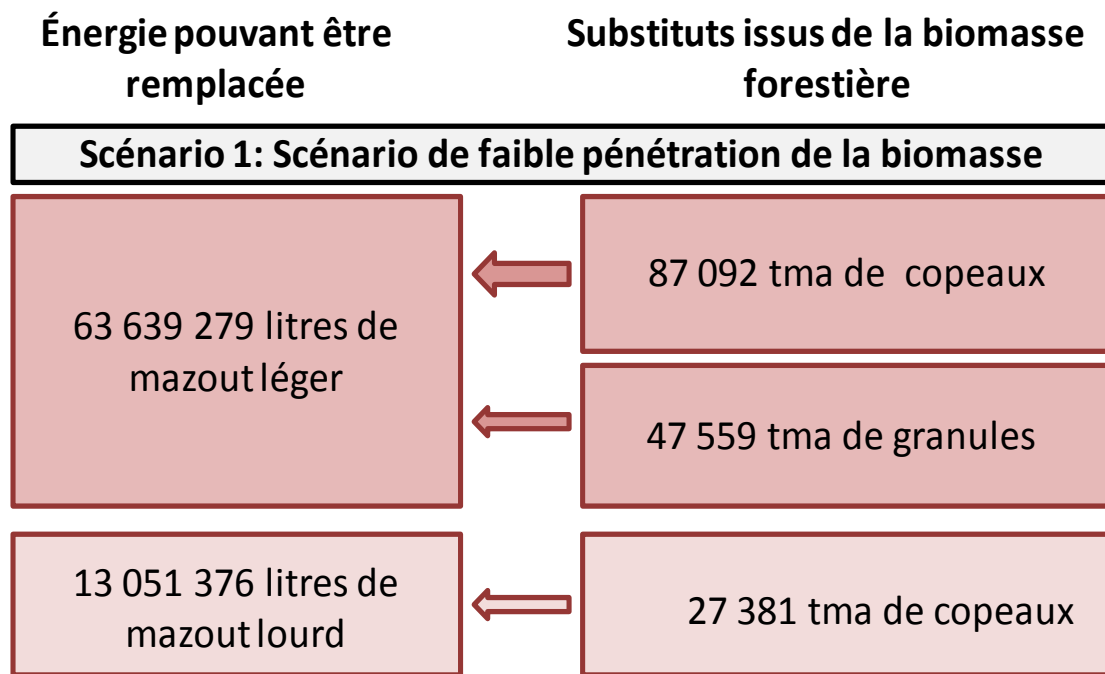 Énergie pouvant être
remplacée
Substituts issus de la biomasse
forestière
Scénario 1: Scénario de faible pénétration de la biomasse
63 639 279 litres de
mazout léger
87 092 tma de copeaux
47 559 tma de granules
13 051 376 litres de
mazout lourd
27 381 tma de copeaux